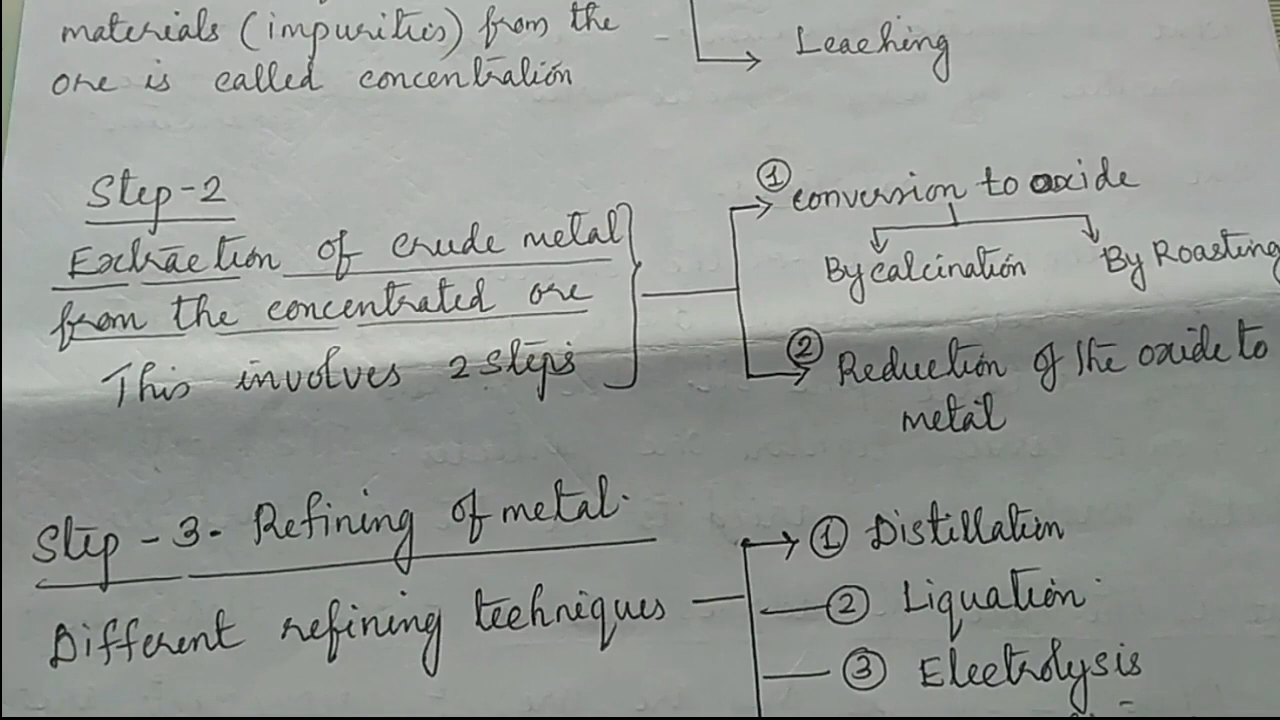 materials (impurities) from the
ore is called concentration
Leaching
Step-2
Extraction of crude metal
from the concentrated ore
This involves 2 steps
① conversion to oxide
By calcination
By Roasting
② Reduction of the oxide to
metal
Step - 3 - Refining of metal.
Different refining techniques
① Distillation
② Liquation
③ Electrolysis